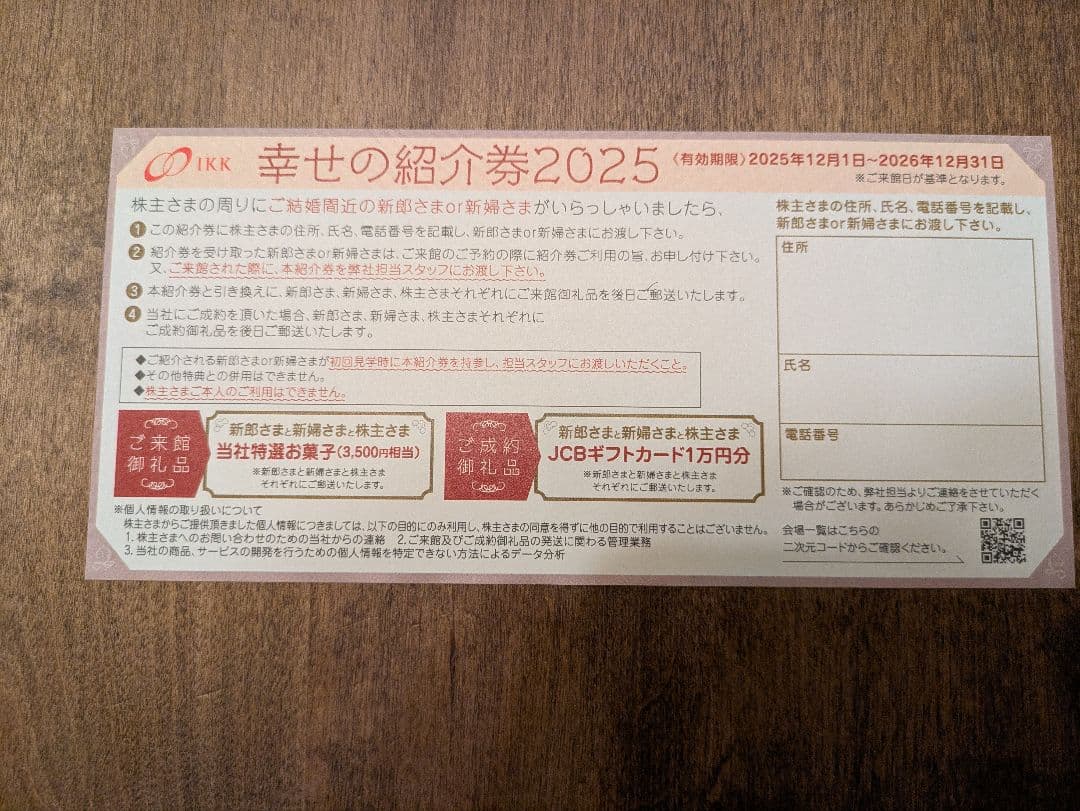 IKK 幸せの紹介券2025 〈有効期限〉2025年12月1日~2026年12月31日
※ご来館日が基準となります。
株主さまの周りにご結婚間近の新郎さまor新婦さまがいらっしゃいましたら、
1 この紹介券に株主さまの住所、氏名、電話番号を記載し、新郎さまor新婦さまにお渡し下さい。
2 紹介券を受け取った新郎さまor新婦さまは、ご来館のご予約の際に紹介券ご利用の旨、お申し付け下さい。
又、ご来館された際に、本紹介券を弊社担当スタッフにお渡し下さい。
3 本紹介券と引き換えに、新郎さま、新婦さま、株主さまそれぞれにご来館御礼品を後日ご郵送いたします。
4 当社にご成約を頂いた場合、新郎さま、新婦さま、株主さまそれぞれに
ご成約御礼品を後日ご郵送いたします。
◆ご紹介される新郎さまor新婦さまが初回見学時に本紹介券を持参し、担当スタッフにお渡しいただくこと。
◆その他特典との併用はできません。
◆株主さまご本人のご利用はできません。
ご来館
御礼品
新郎さまと新婦さまと株主さま
当社特選お菓子(3,500円相当)
※新郎さまと新婦さまと株主さま
それぞれにご郵送いたします。
ご成約
御礼品
新郎さまと新婦さまと株主さま
JCBギフトカード1万円分
※新郎さまと新婦さまと株主さま
それぞれにご郵送いたします。
※個人情報の取り扱いについて
株主さまからご提供頂きました個人情報につきましては、以下の目的にのみ利用し、株主さまの同意を得ずに他の目的で利用することはございません。
1. 株主さまへのお問い合わせのための当社からの連絡 2. ご来館及びご成約御礼品の発送に関わる管理業務
3. 当社の商品、サービスの開発を行うための個人情報を特定できない方法によるデータ分析
株主さまの住所、氏名、電話番号を記載し、
新郎さまor新婦さまにお渡し下さい。
住所
氏名
電話番号
※ご確認のため、弊社担当よりご連絡をさせていただく
場合がございます。あらかじめご了承下さい。
会場一覧はこちらの
二次元コードからご確認ください。